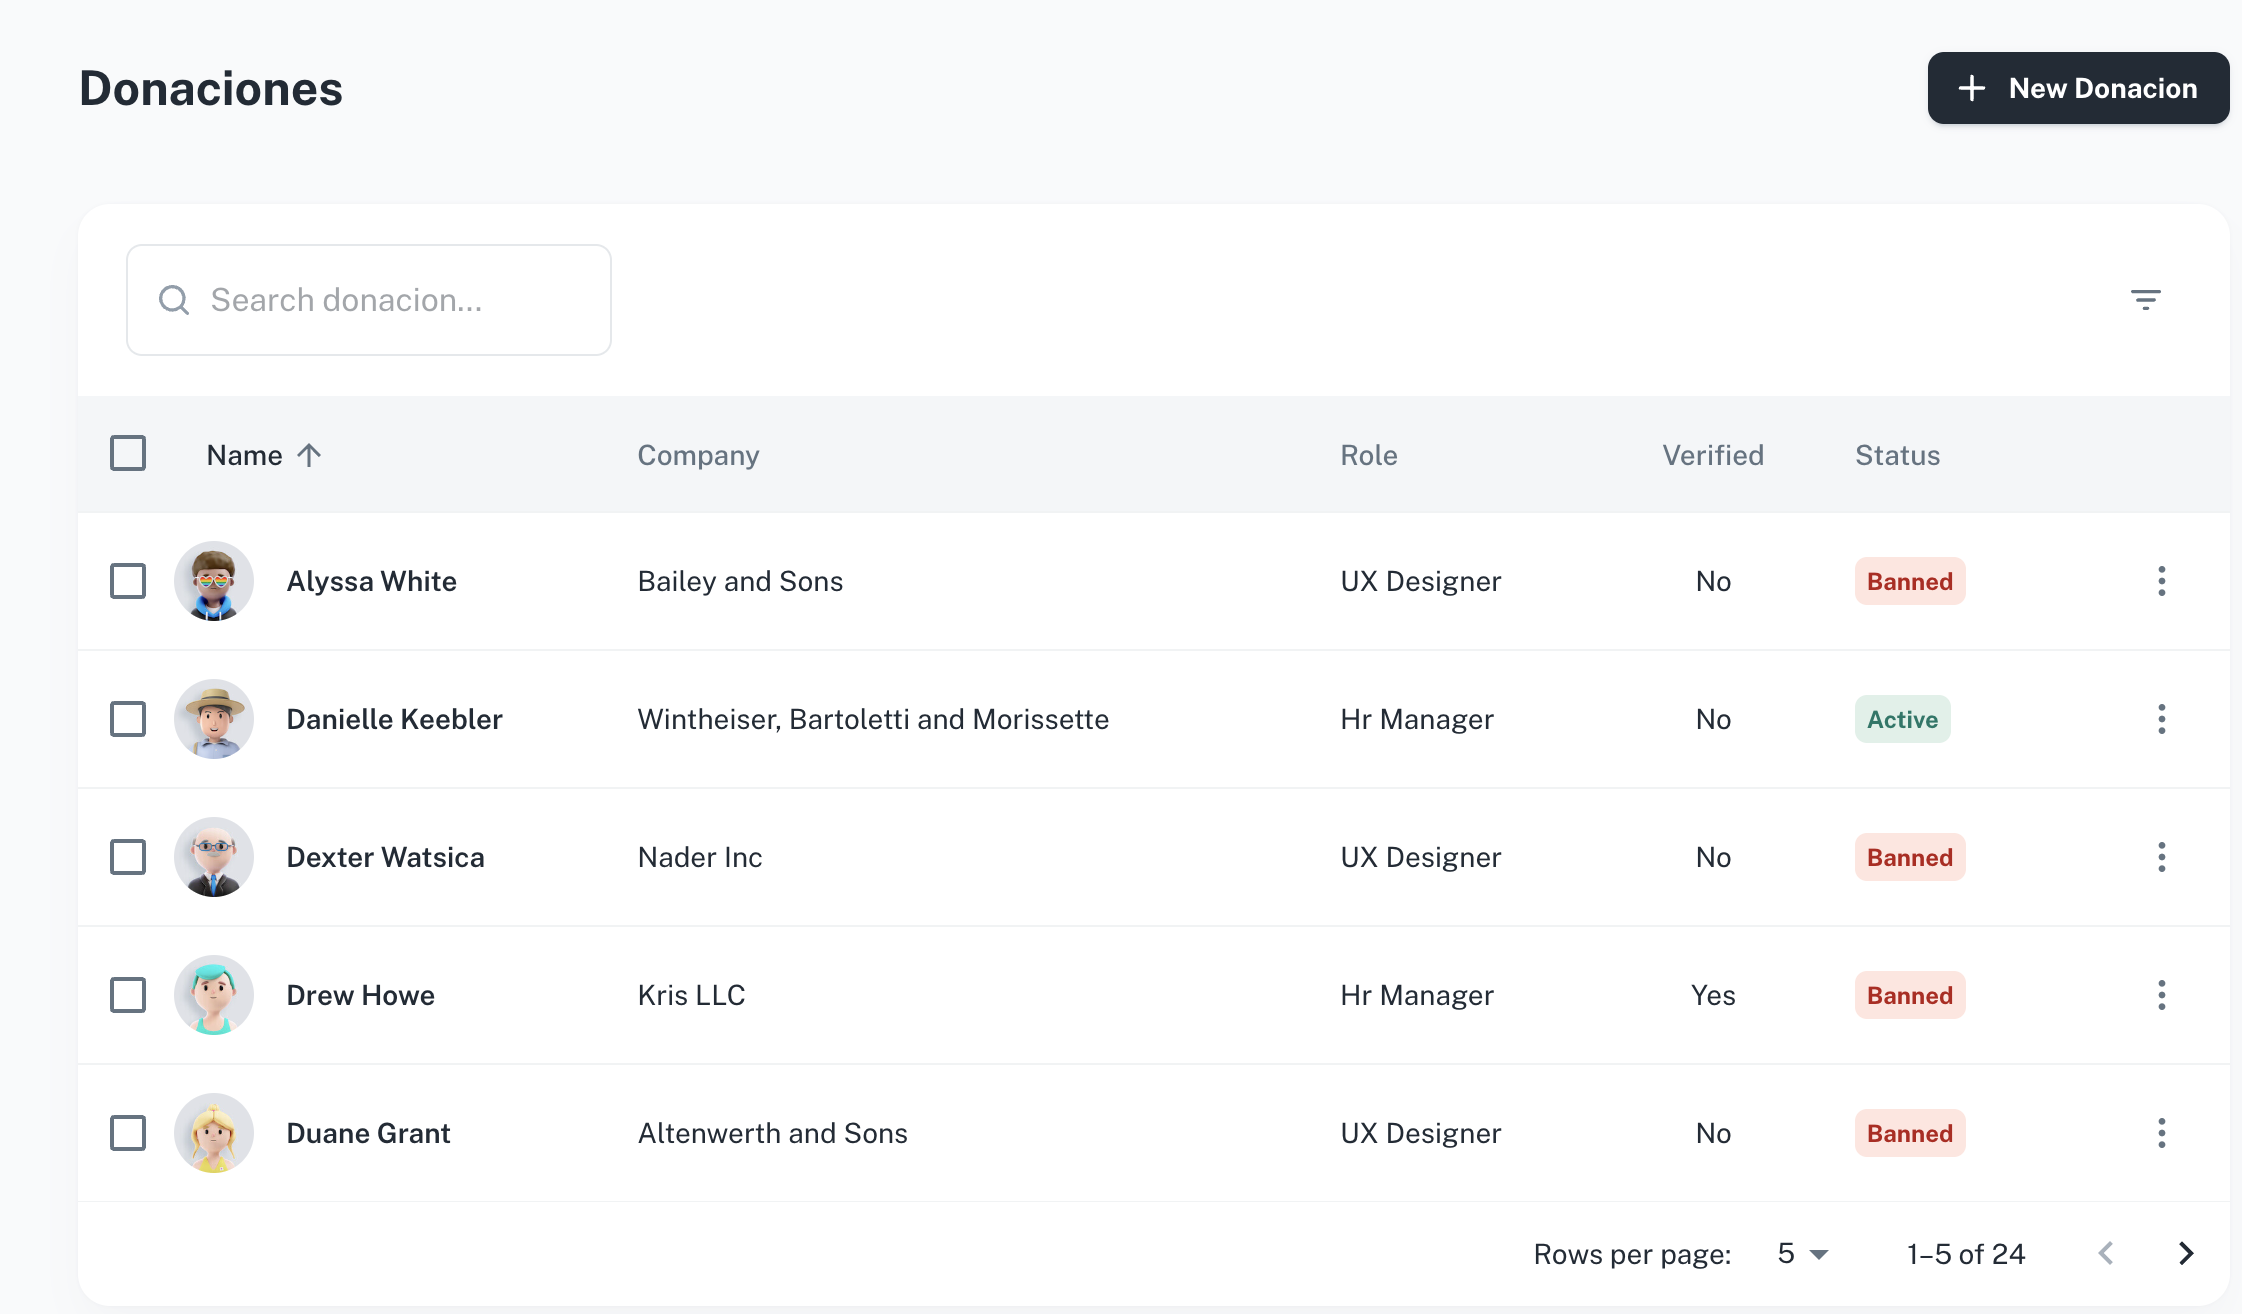 Donaciones
New Donacion
Search donacion...
Name Company Role Verified Status
Alyssa White Bailey and Sons UX Designer No Banned
Danielle Keebler Wintheiser, Bartoletti and Morissette Hr Manager No Active
Dexter Watsica Nader Inc UX Designer No Banned
Drew Howe Kris LLC Hr Manager Yes Banned
Duane Grant Altenwerth and Sons UX Designer No Banned
Rows per page: 5 1–5 of 24